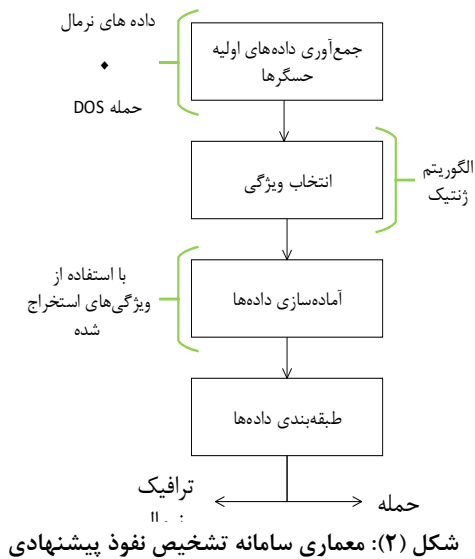 داده های نرمال
حمله DOS
جمع‌آوری داده‌های اولیه
حسگرها
انتخاب ویژگی
الگوریتم
ژنتیک
آماده‌سازی داده‌ها
با استفاده از
ویژگی‌های استخراج
شده
طبقه‌بندی داده‌ها
حمله
ترافیک
شکل (۲): معماری سامانه تشخیص نفوذ پیشنهادی